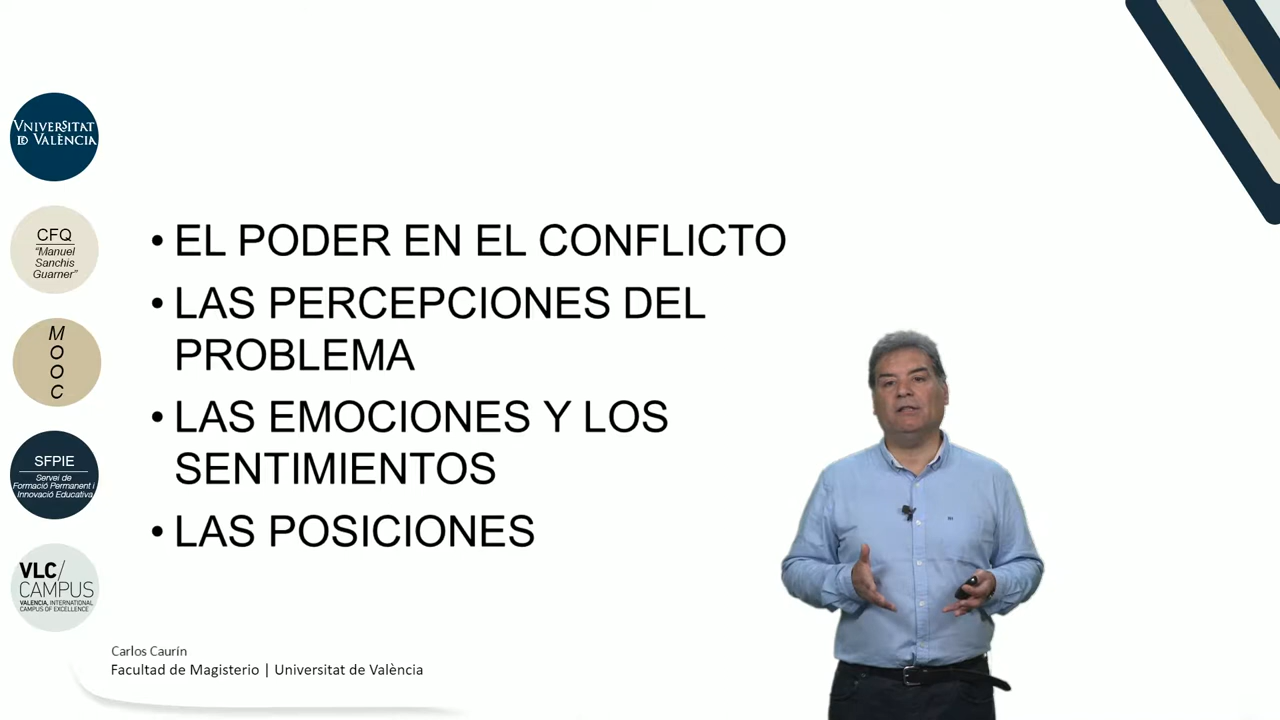 VNIVERSITAT
ID VALÈNCIA
CFQ
"Manuel
Sanchis
Guarner"
M
O
O
C
SFPIE
Servei de
Formació Permanent i
Innovació Educativa
VLC/
CAMPUS
VALENCIA, INTERNATIONAL
CAMPUS OF EXCELLENCE
• EL PODER EN EL CONFLICTO
• LAS PERCEPCIONES DEL
PROBLEMA
• LAS EMOCIONES Y LOS
SENTIMIENTOS
• LAS POSICIONES
Carlos Caurín
Facultad de Magisterio | Universitat de València